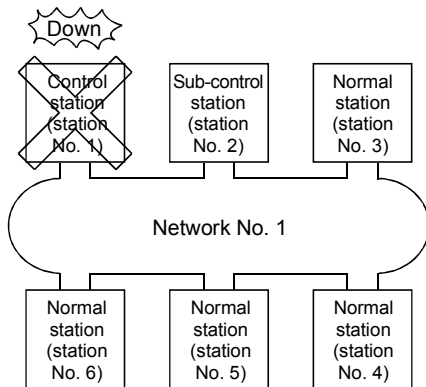 Down
Control
station
(station
No. 1)
Sub-control
station
(station
No. 2)
Normal
station
(station
No. 3)
Network No. 1
Normal
station
(station
No. 6)
Normal
station
(station
No. 5)
Normal
station
(station
No. 4)